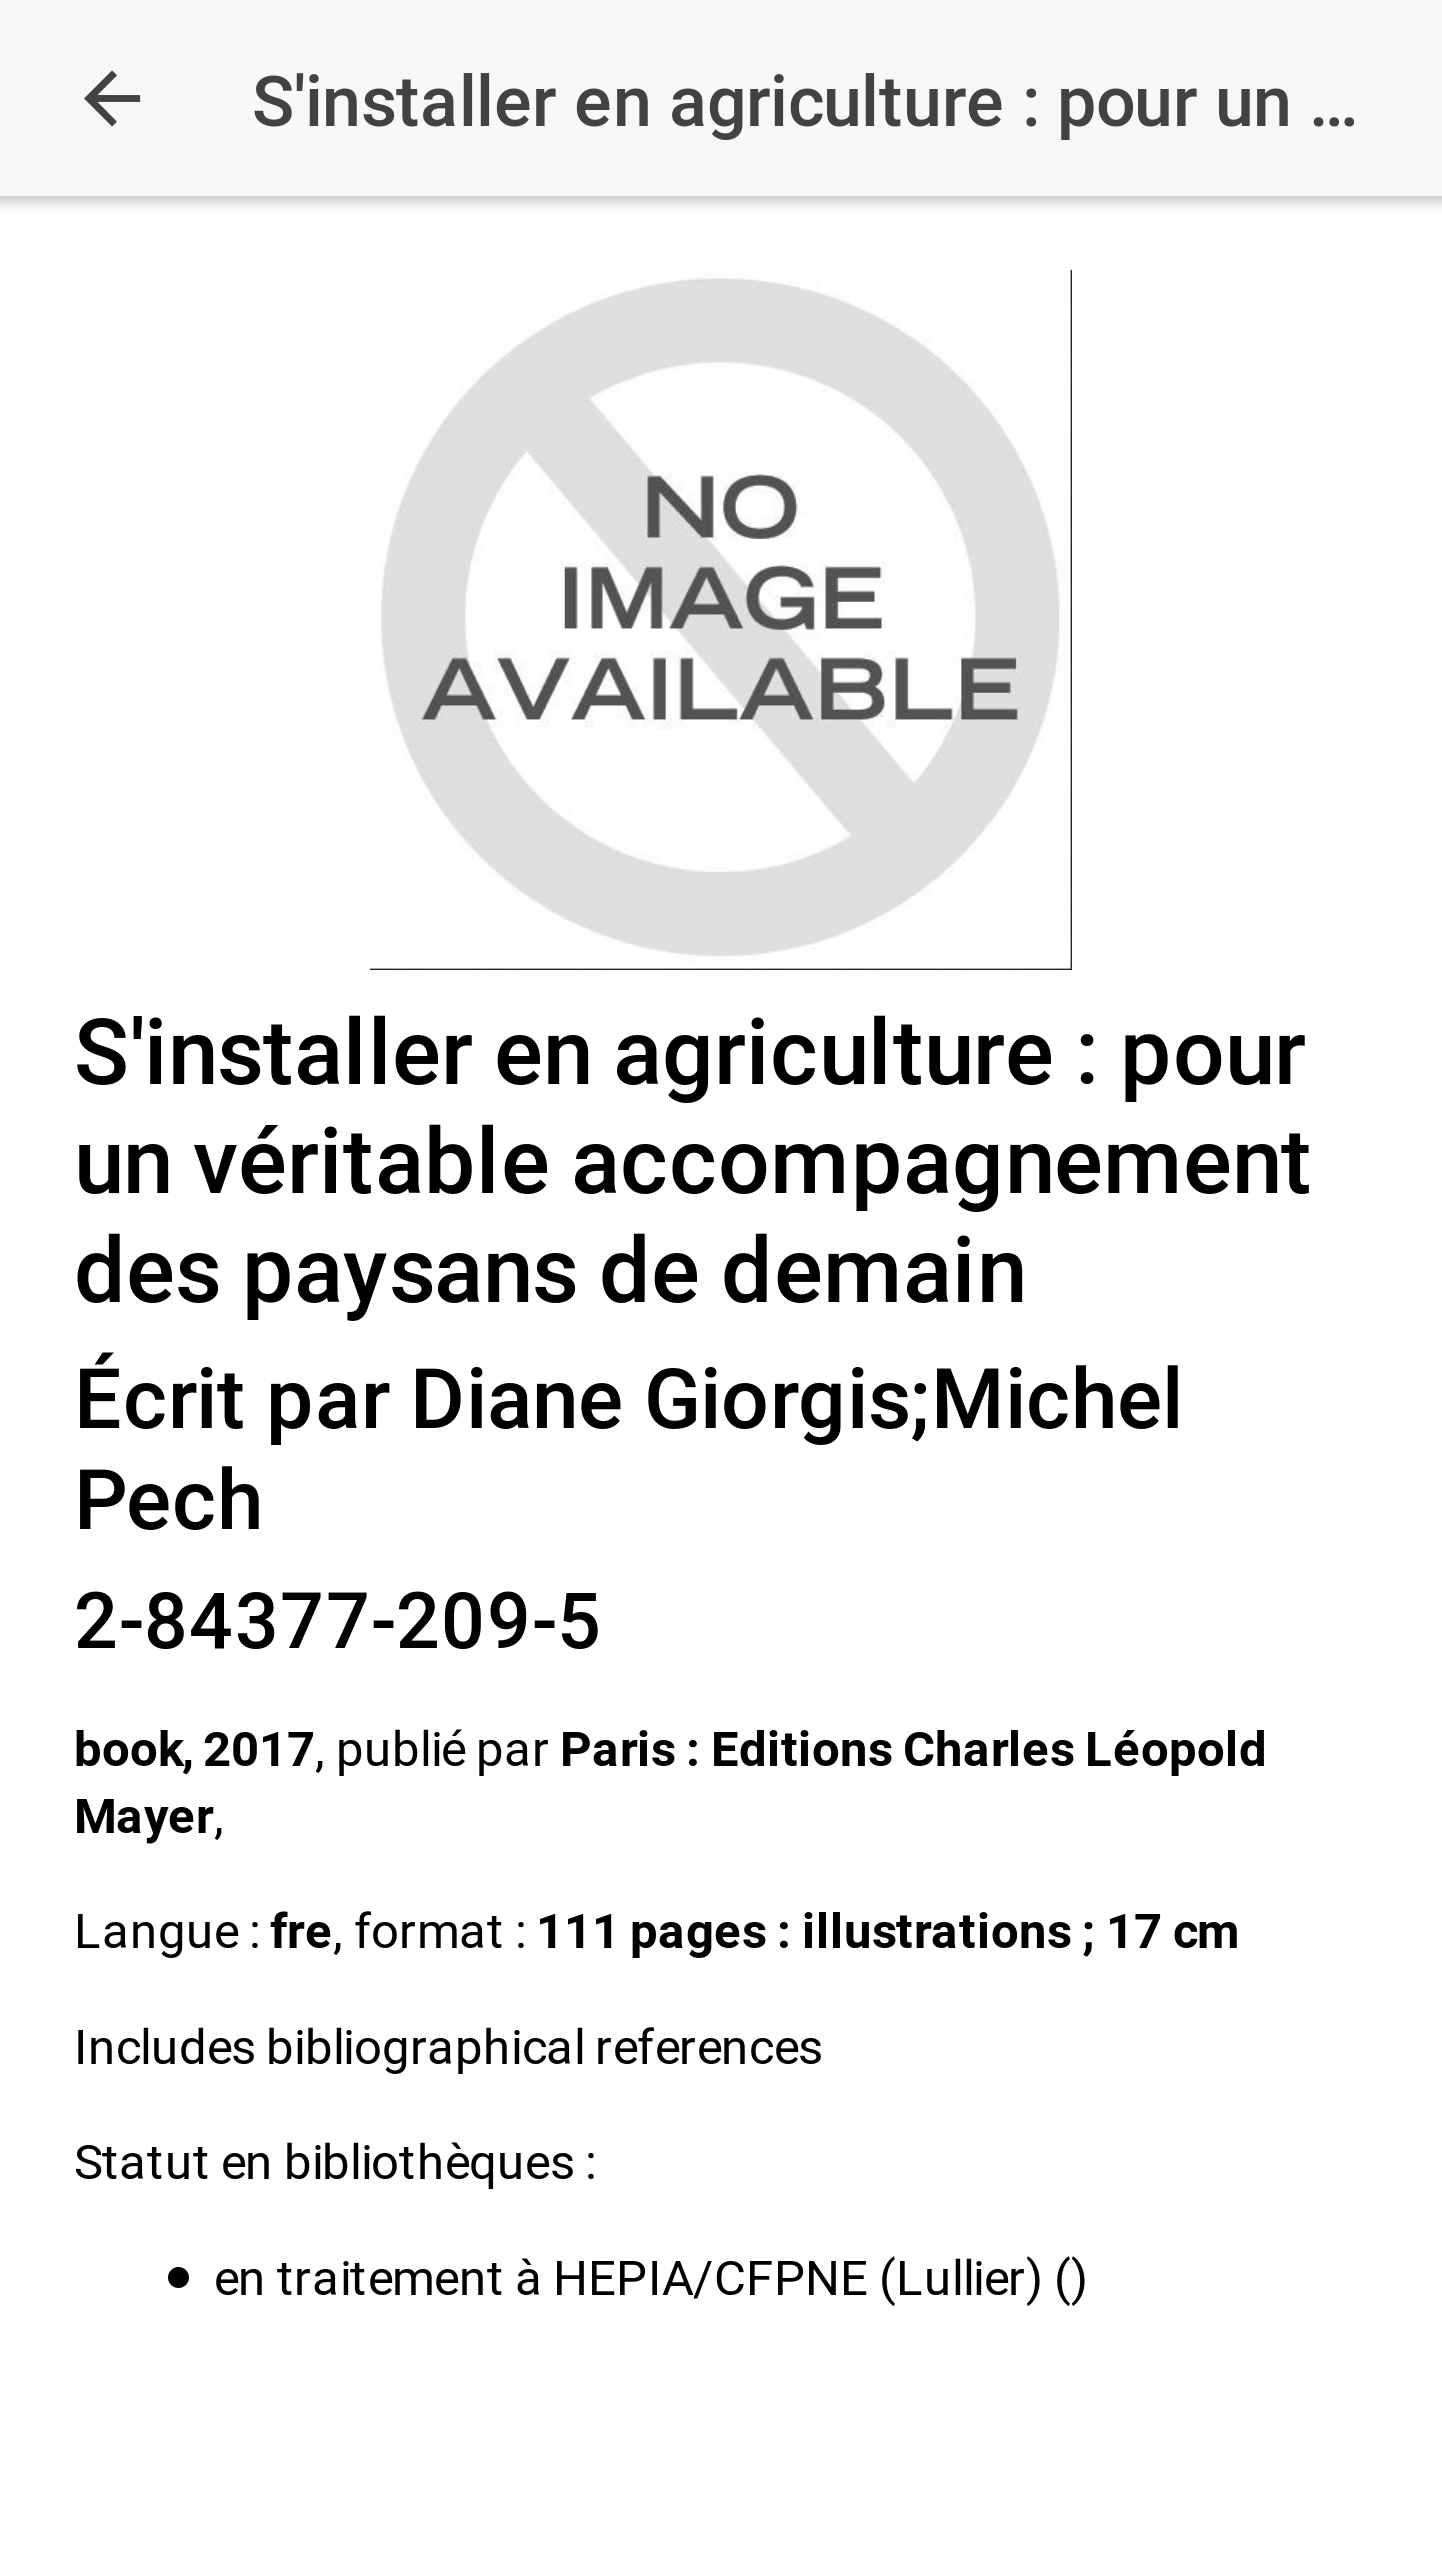 S'installer en agriculture : pour un ...
NO
IMAGE
AVAILABLE
S'installer en agriculture : pour
un véritable accompagnement
des paysans de demain
Écrit par Diane Giorgis;Michel
Pech
2-84377-209-5
book, 2017, publié par Paris : Editions Charles Léopold
Mayer,
Langue : fre, format : 111 pages : illustrations ; 17 cm
Includes bibliographical references
Statut en bibliothèques :
• en traitement à HEPIA/CFPNE (Lullier) ()